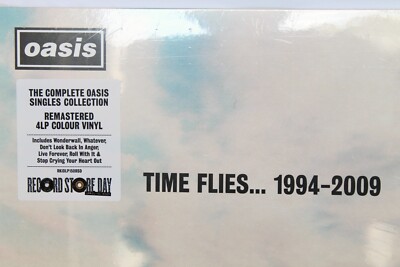 oasis
THE COMPLETE OASIS
SINGLES COLLECTION
REMASTERED
4LP COLOUR VINYL
Includes Wonderwall, Whatever,
Don't Look Back In Anger,
Live Forever, Roll With It &
Stop Crying Your Heart Out
RECORD STORE DAY
TIME FLIES... 1994-2009